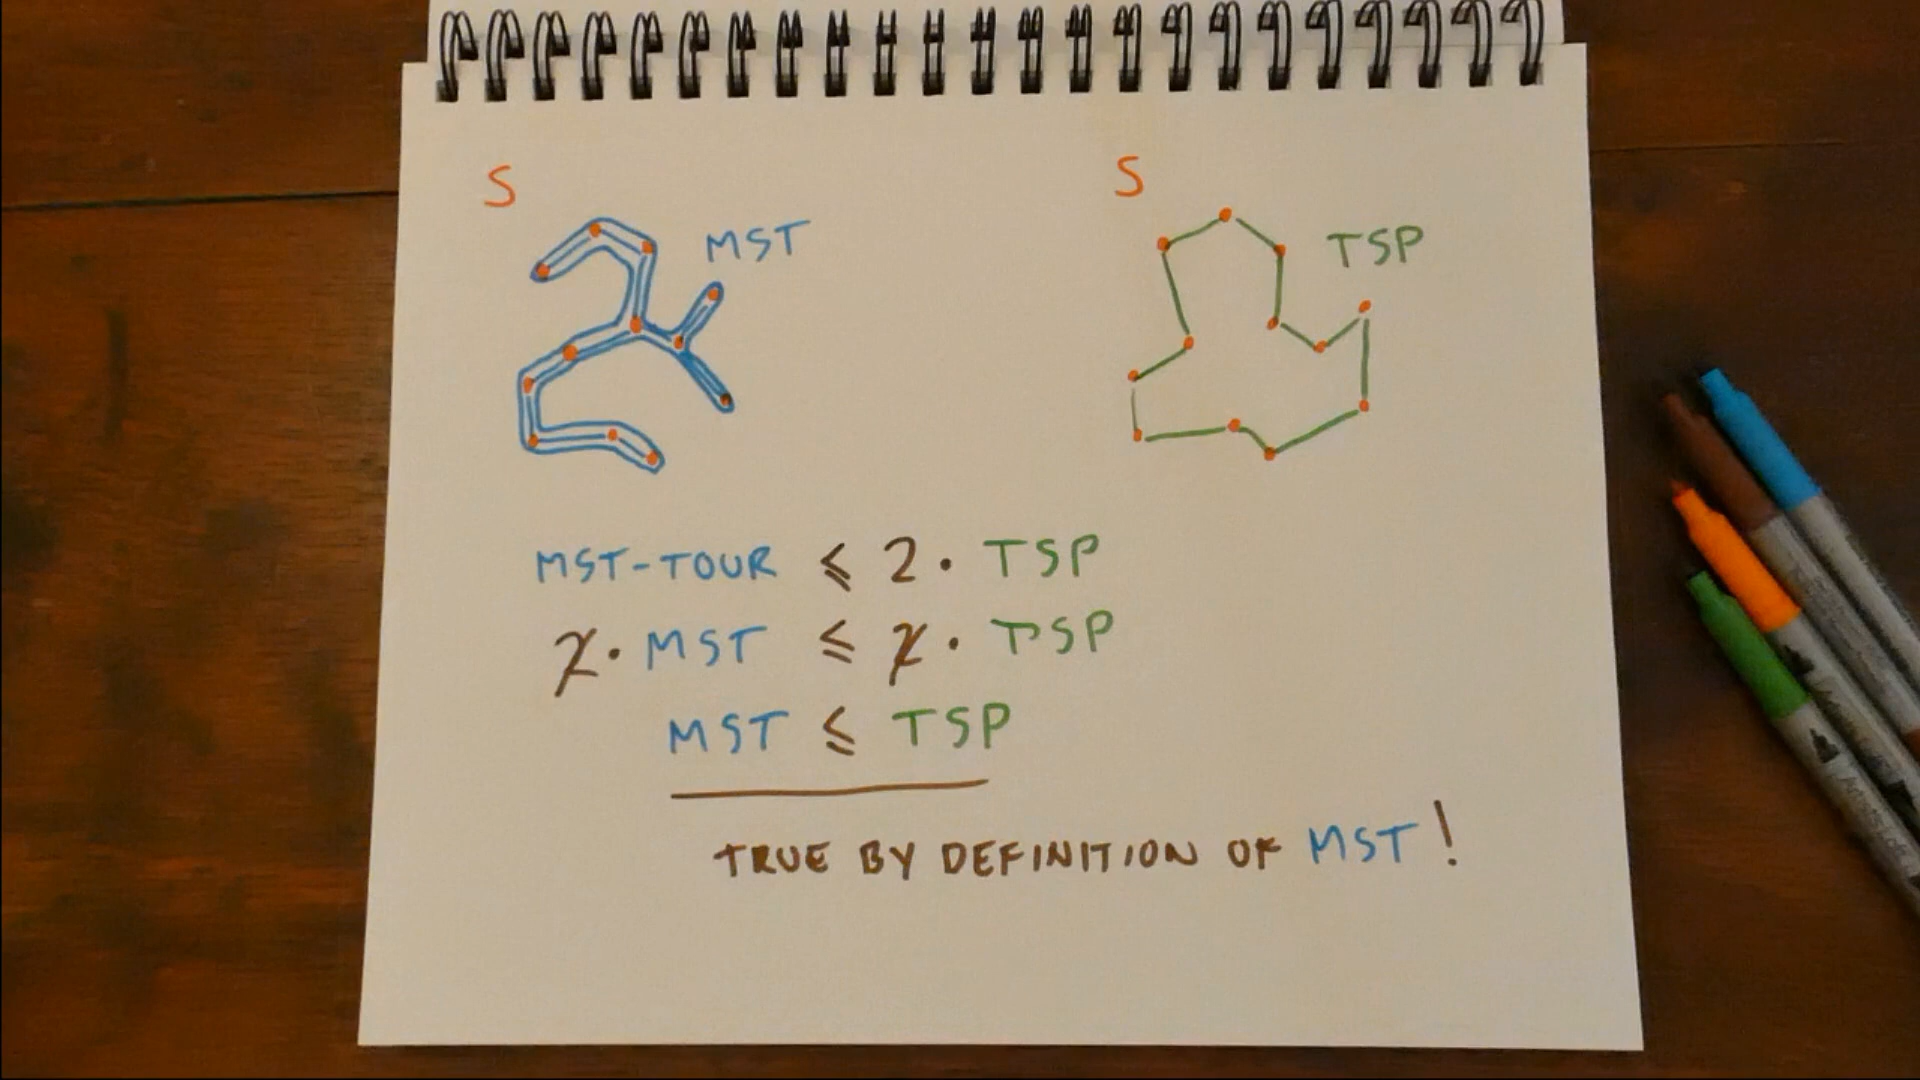 S
MST
S
TSP
MST-TOUR ≤ 2 · TSP
2 · MST ≤ 2 · TSP
MST ≤ TSP
TRUE BY DEFINITION OF MST!